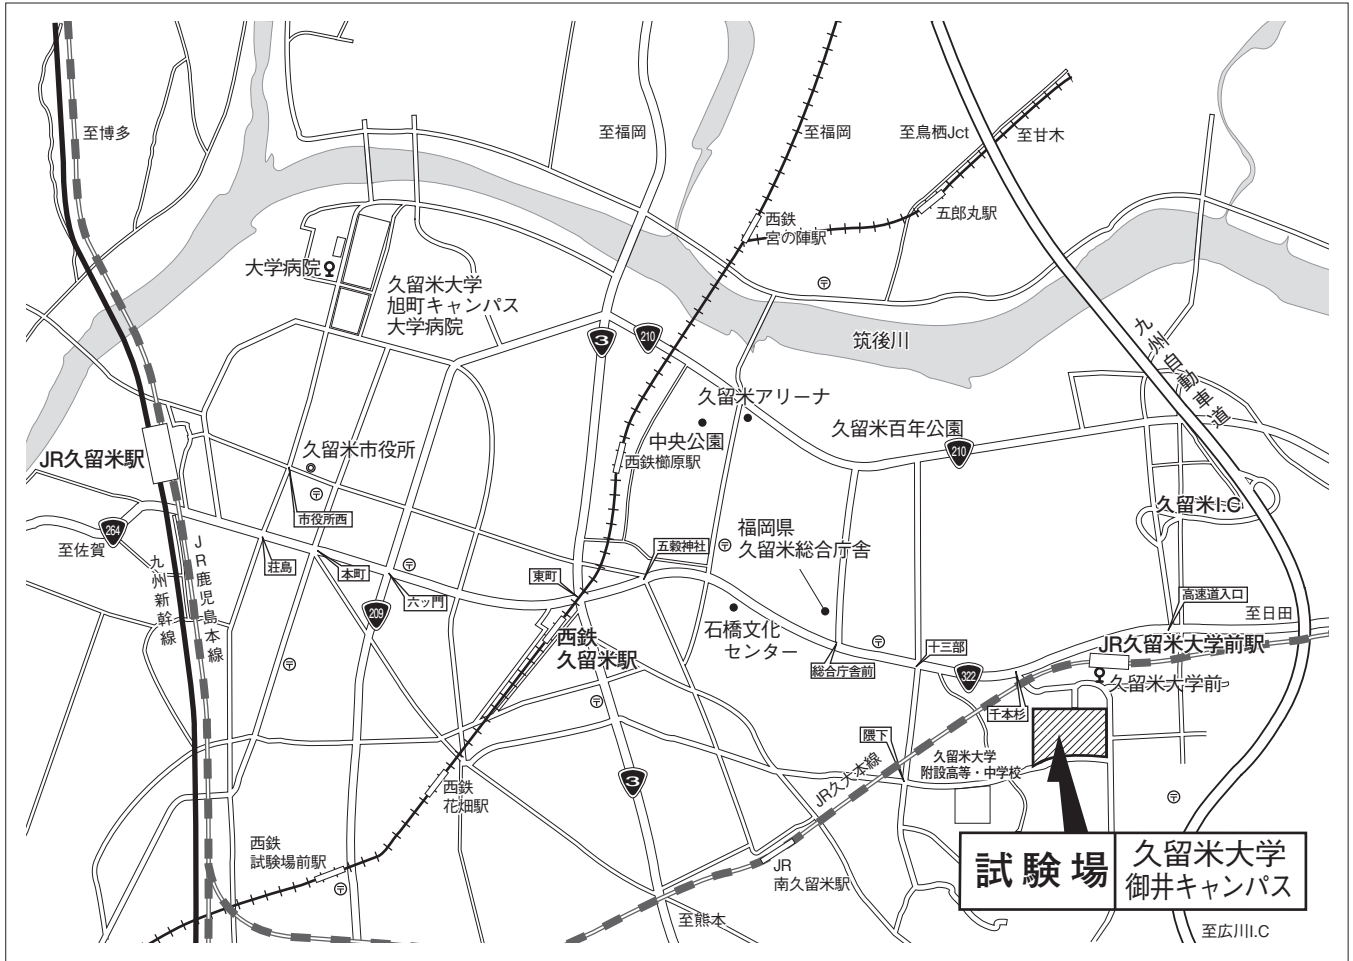 至博多
至福岡
至福岡
至鳥栖Jct
至甘木
五郎丸駅
西鉄
宮の陣駅
大学病院
久留米大学
旭町キャンパス
大学病院
3
210
筑後川
九州自動車道
久留米アリーナ
中央公園
久留米百年公園
210
西鉄櫛原駅
久留米市役所
JR久留米駅
市役所西
264
至佐賀
九州新幹線
JR鹿児島本線
荘島
本町
六ッ門
209
東町
五穀神社
福岡県
久留米総合庁舎
久留米I.C
高速道入口
至日田
西鉄
久留米駅
石橋文化
センター
総合庁舎前
十三部
322
JR久留米大学前駅
久留米大学前
千本杉
隈下
久留米大学
附設高等・中学校
JR久大本線
3
西鉄
花畑駅
西鉄
試験場前駅
JR
南久留米駅
試験場
久留米大学
御井キャンパス
至熊本
至広川I.C